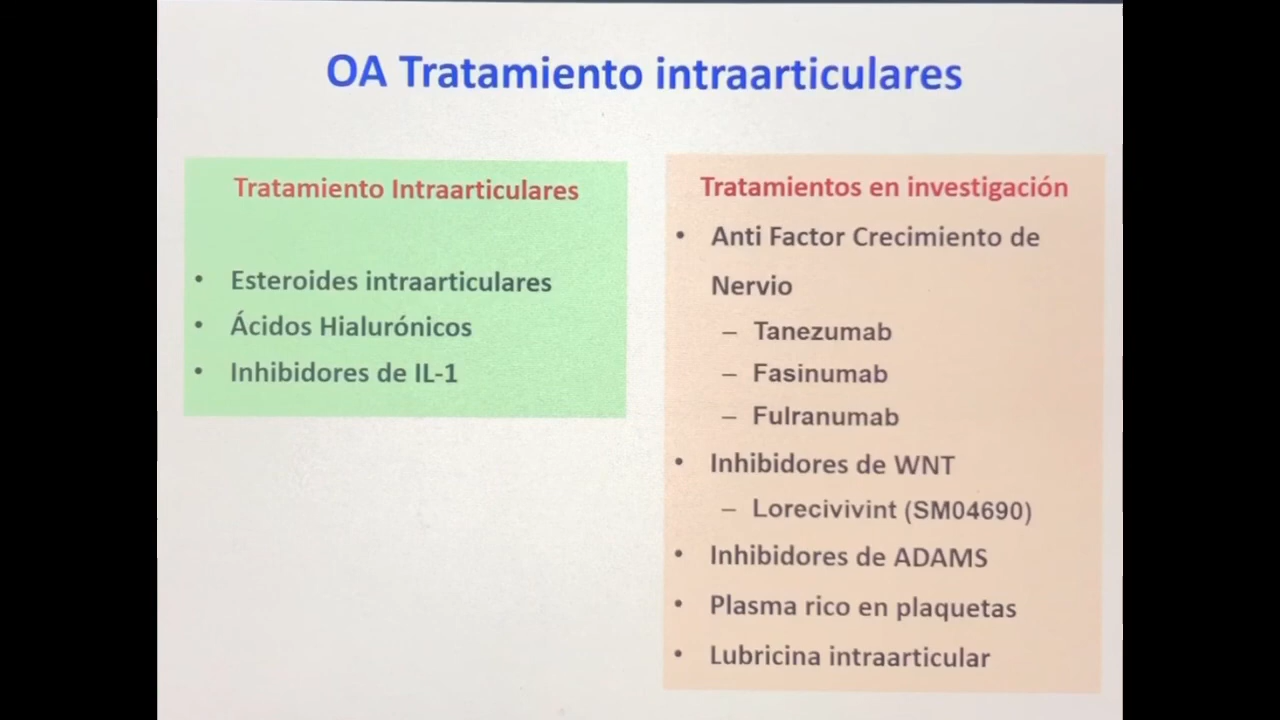 OA Tratamiento intraarticulares
Tratamiento Intraarticulares
• Esteroides intraarticulares
• Ácidos Hialurónicos
• Inhibidores de IL-1
Tratamientos en investigación
• Anti Factor Crecimiento de
Nervio
– Tanezumab
– Fasinumab
– Fulranumab
• Inhibidores de WNT
– Lorecivivint (SM04690)
• Inhibidores de ADAMS
• Plasma rico en plaquetas
• Lubricina intraarticular